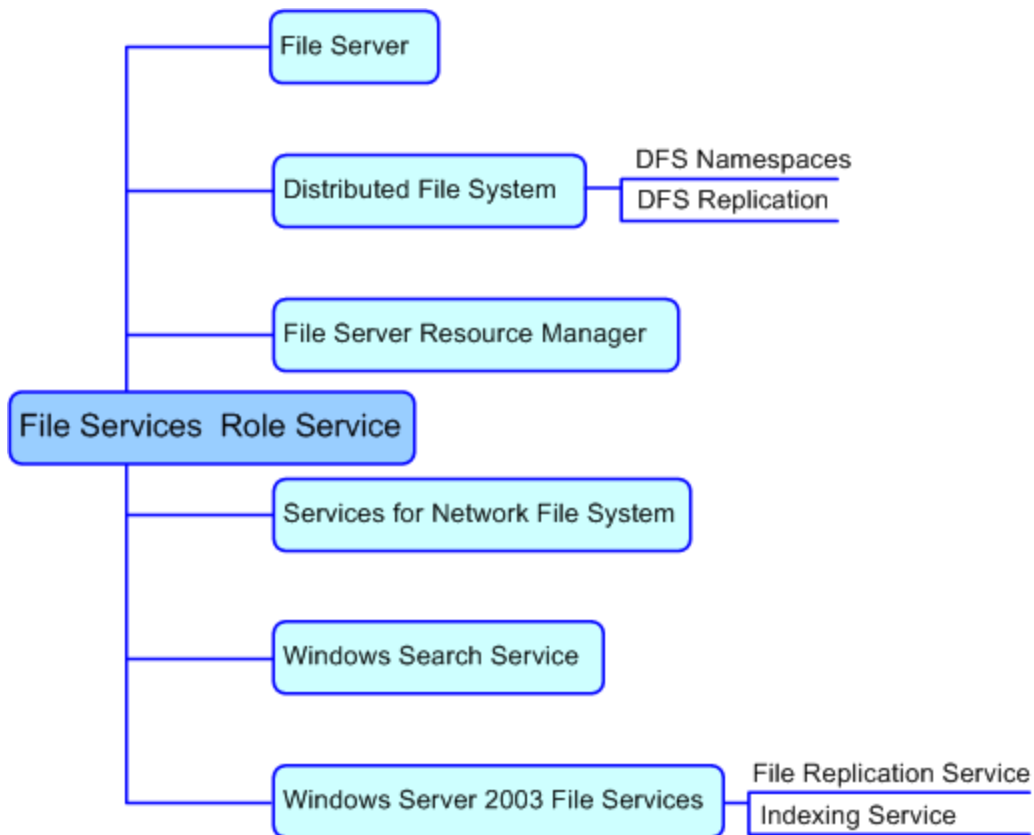 File Server
Distributed File System
DFS Namespaces
DFS Replication
File Server Resource Manager
File Services Role Service
Services for Network File System
Windows Search Service
Windows Server 2003 File Services
File Replication Service
Indexing Service